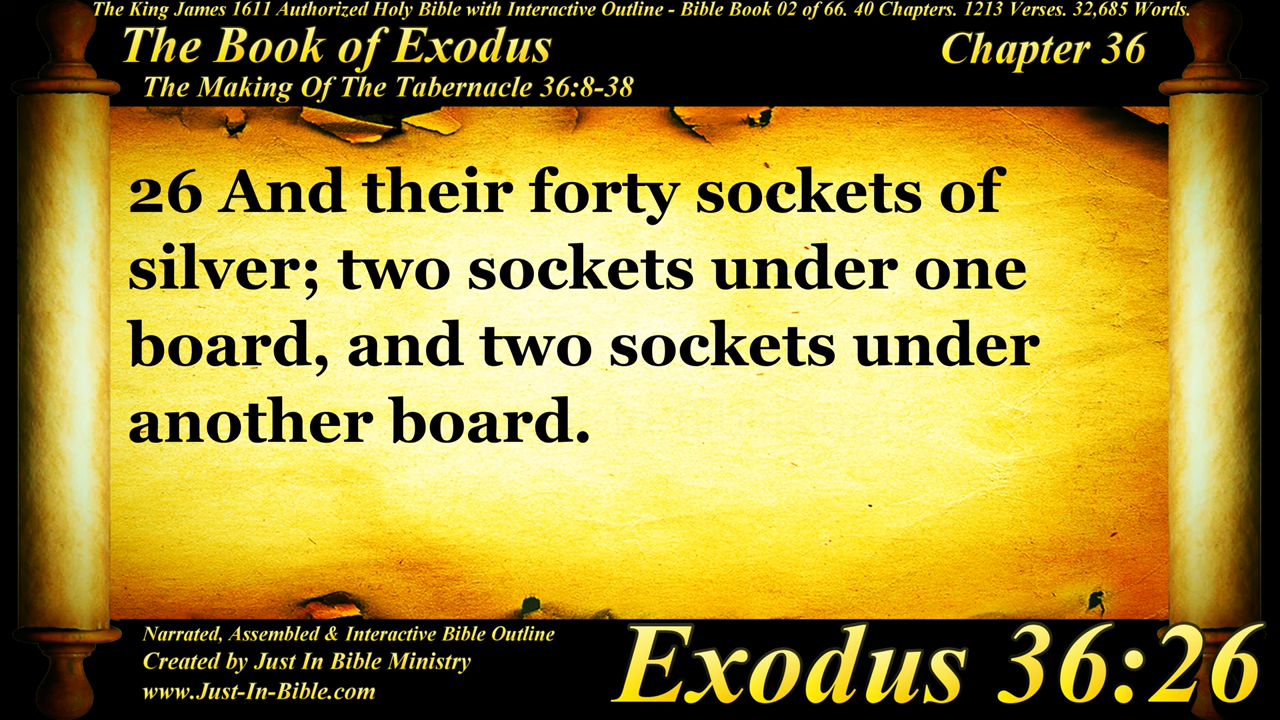 The King James 1611 Authorized Holy Bible with Interactive Outline - Bible Book 02 of 66. 40 Chapters. 1213 Verses. 32,685 Words.
The Book of Exodus
Chapter 36
The Making Of The Tabernacle 36:8-38
26 And their forty sockets of
silver; two sockets under one
board, and two sockets under
another board.
Narrated, Assembled & Interactive Bible Outline
Created by Just In Bible Ministry
www.Just-In-Bible.com
Exodus 36:26